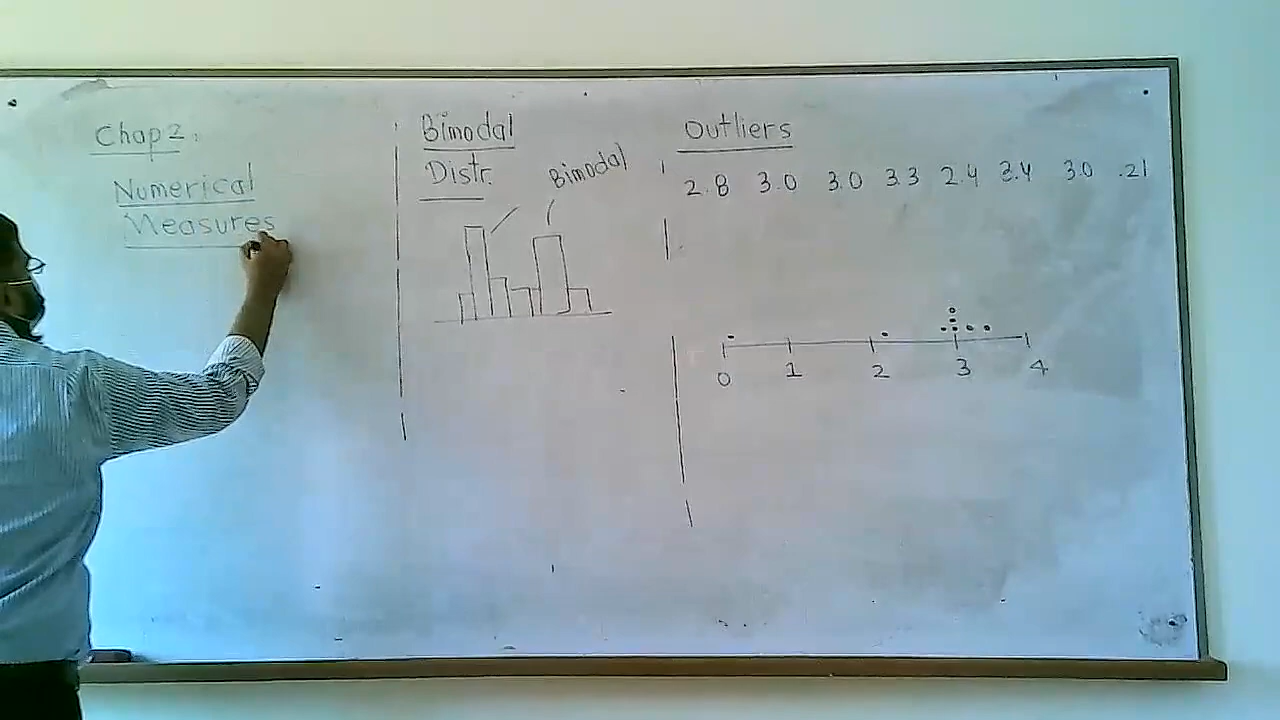 Chap 2.
Numerical
Measures
Bimodal
Distr.
Bimodal
Outliers
2.8 3.0 3.0 3.3 2.4 3.4 3.0 .21
0 1 2 3 4